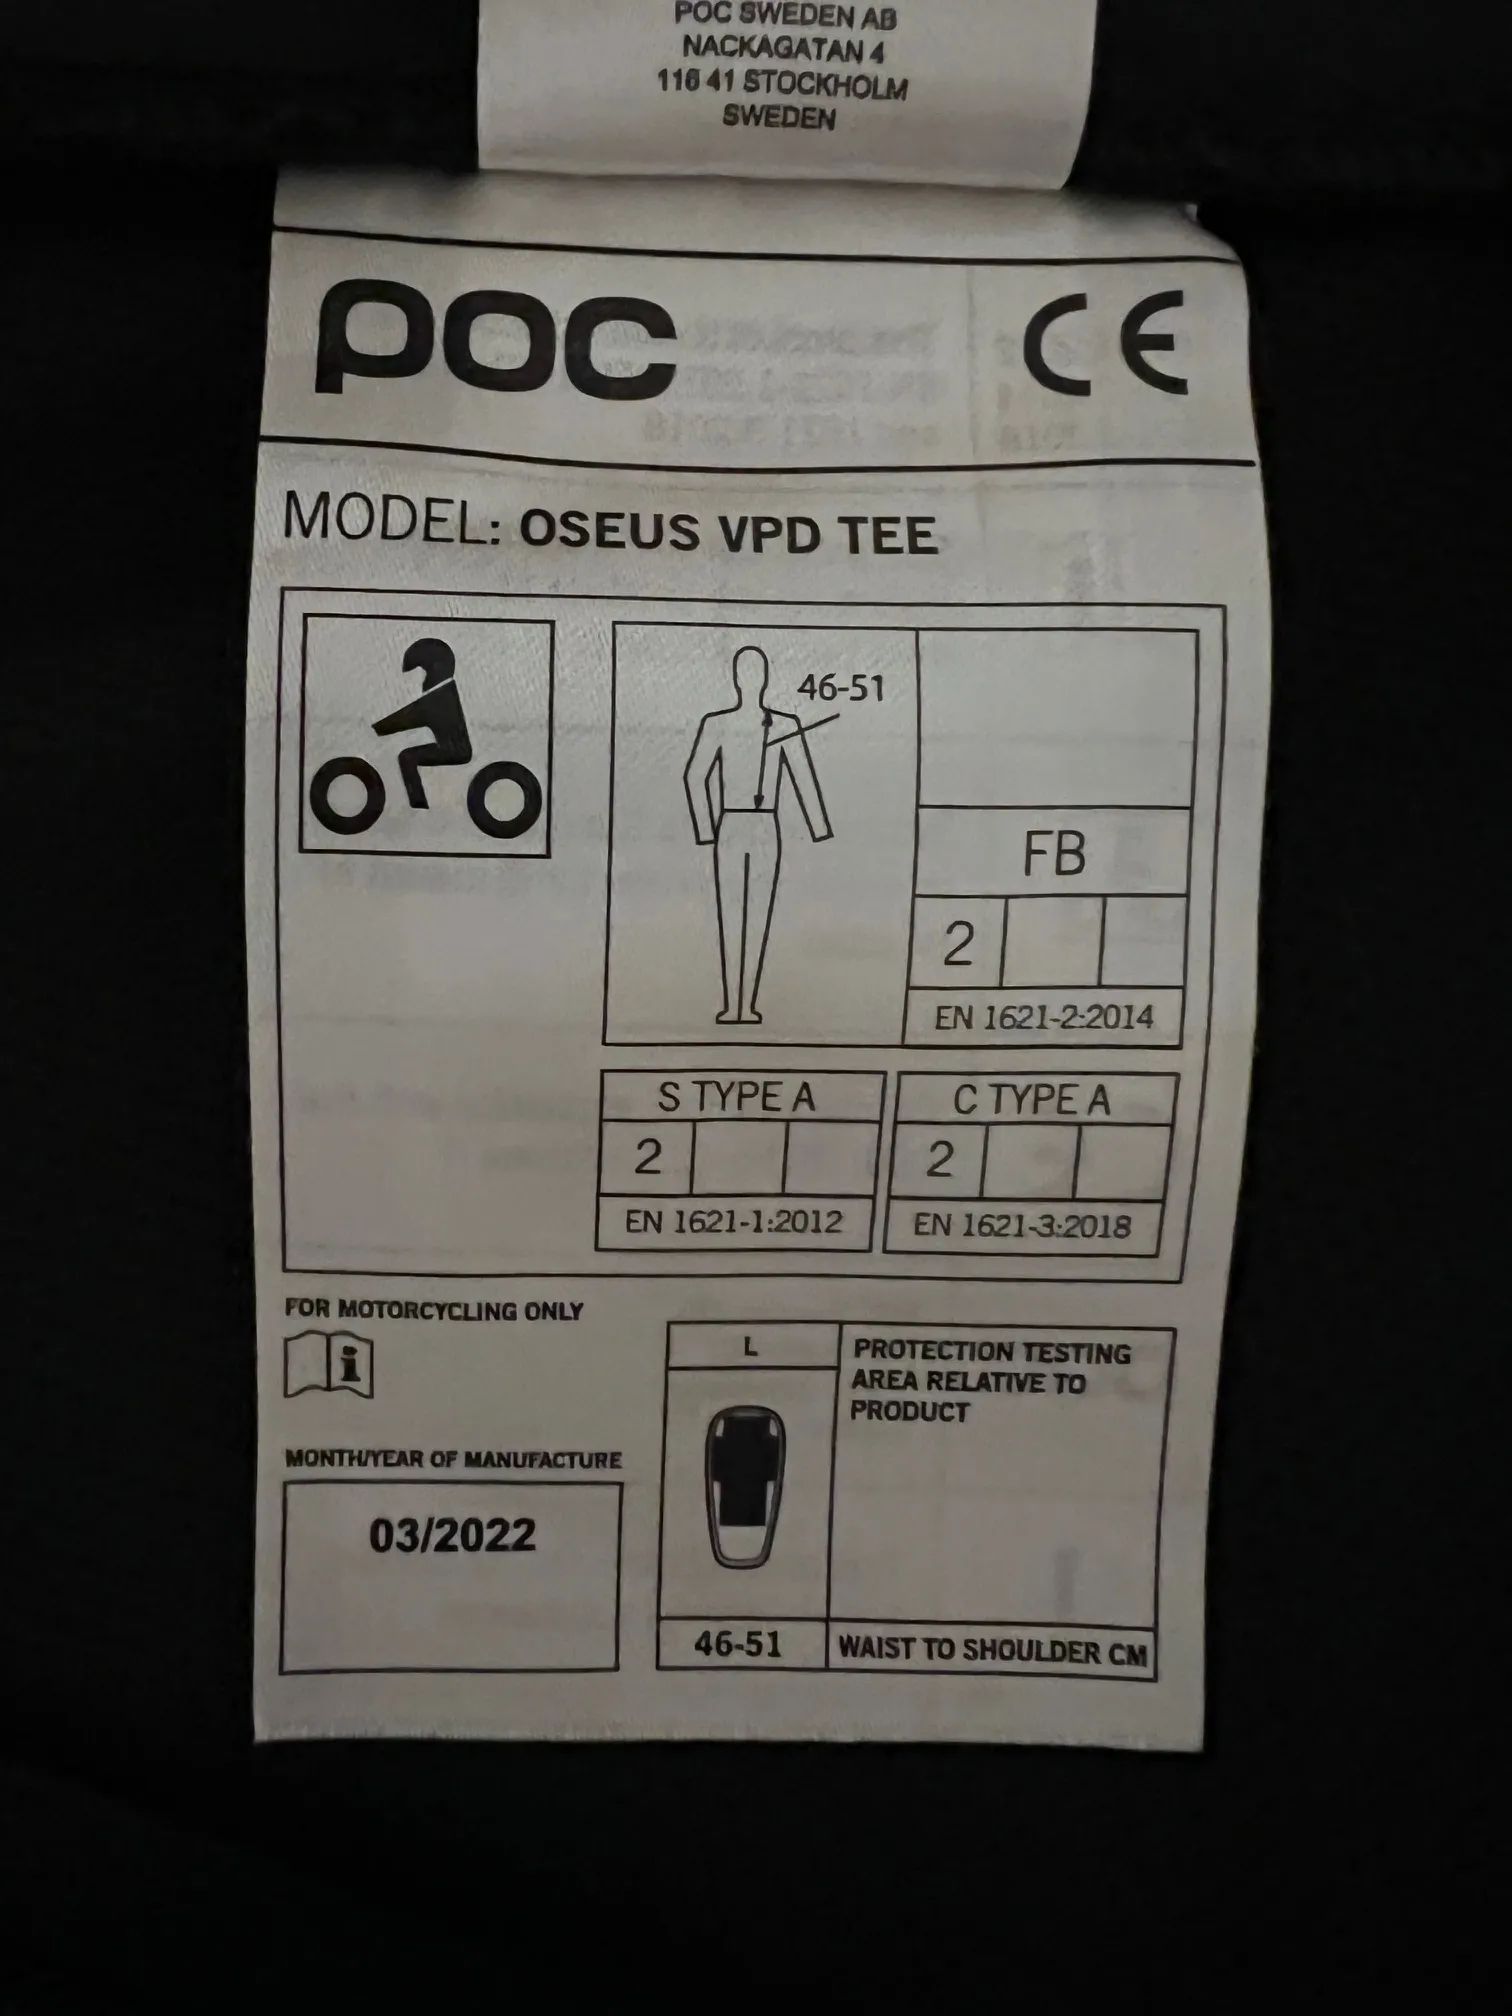 POC SWEDEN AB
NACKAGATAN 4
116 41 STOCKHOLM
SWEDEN
POC CE
MODEL: OSEUS VPD TEE
46-51
FB
2
EN 1621-2:2014
S TYPE A
2
EN 1621-1:2012
C TYPE A
2
EN 1621-3:2018
FOR MOTORCYCLING ONLY
i
MONTH/YEAR OF MANUFACTURE
03/2022
L
PROTECTION TESTING
AREA RELATIVE TO
PRODUCT
46-51
WAIST TO SHOULDER CM